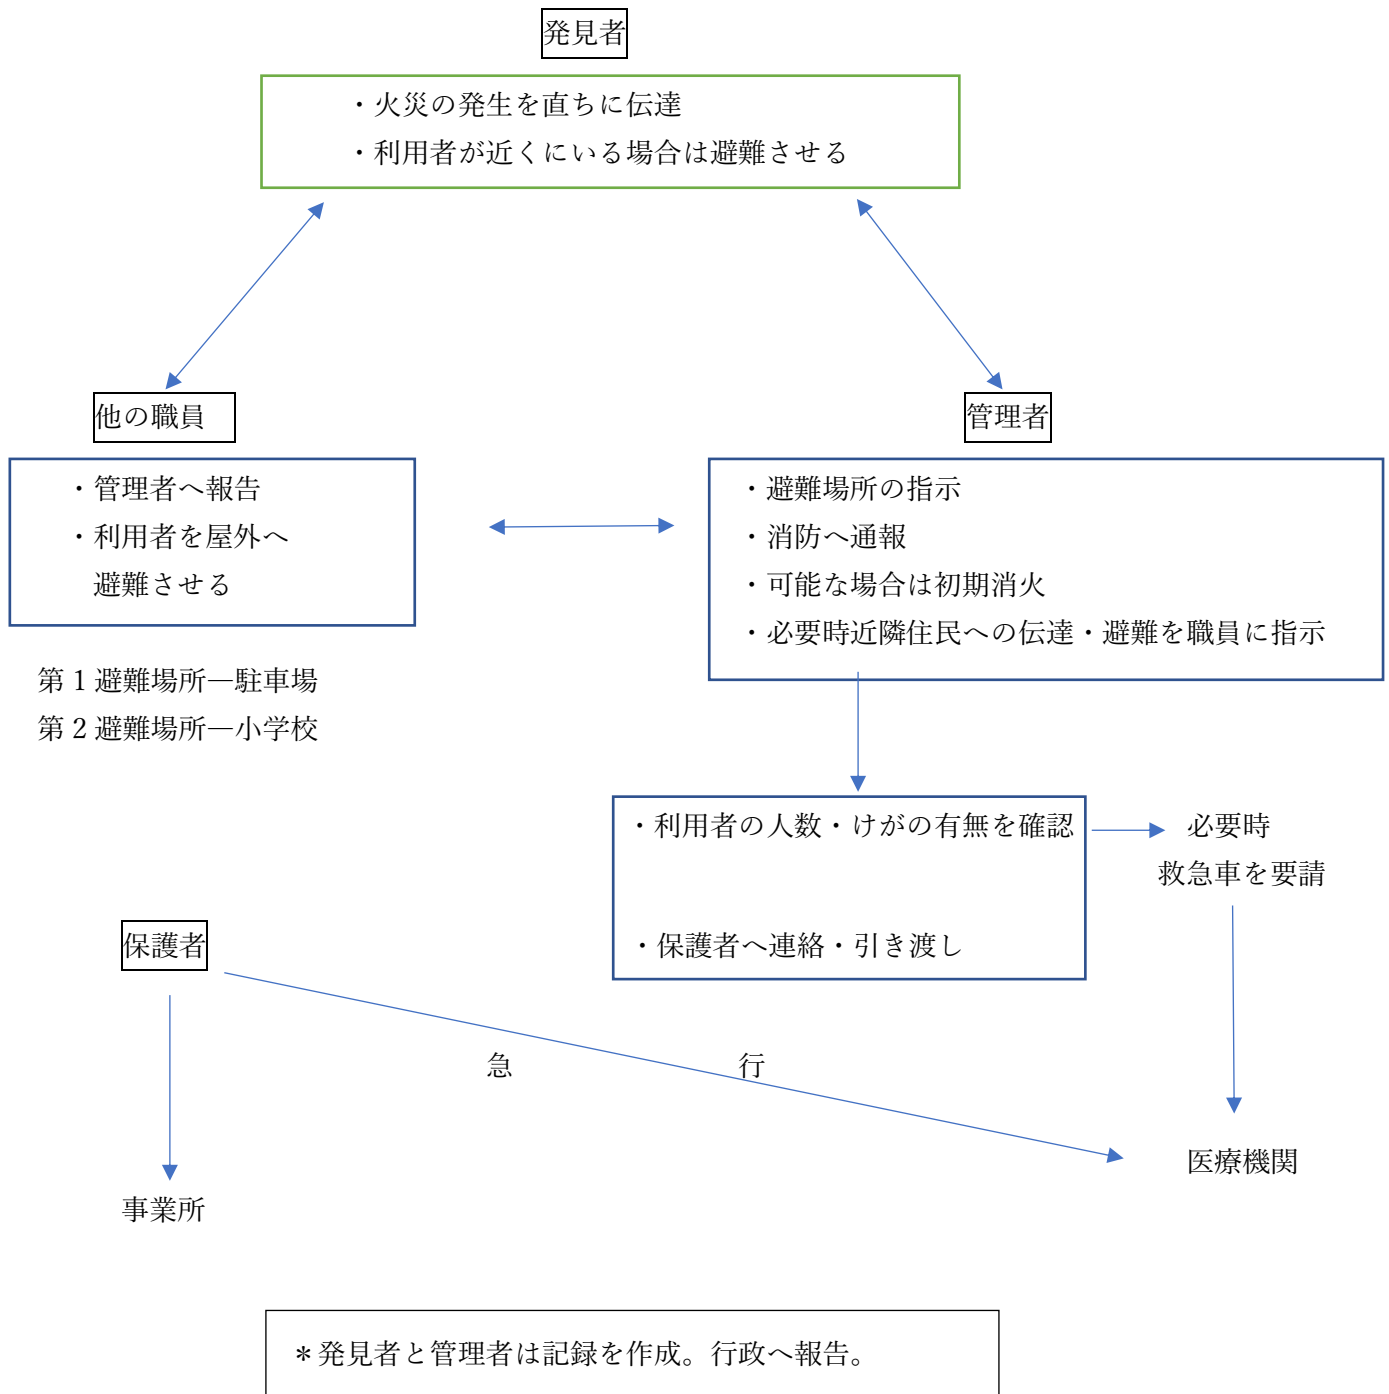 発見者
・火災の発生を直ちに伝達
・利用者が近くにいる場合は避難させる
他の職員
管理者
・管理者へ報告
・利用者を屋外へ
避難させる
・避難場所の指示
・消防へ通報
・可能な場合は初期消火
・必要時近隣住民への伝達・避難を職員に指示
第1避難場所―駐車場
第2避難場所―小学校
・利用者の人数・けがの有無を確認
・保護者へ連絡・引き渡し
必要時
救急車を要請
保護者
急 行
医療機関
事業所
＊発見者と管理者は記録を作成。行政へ報告。